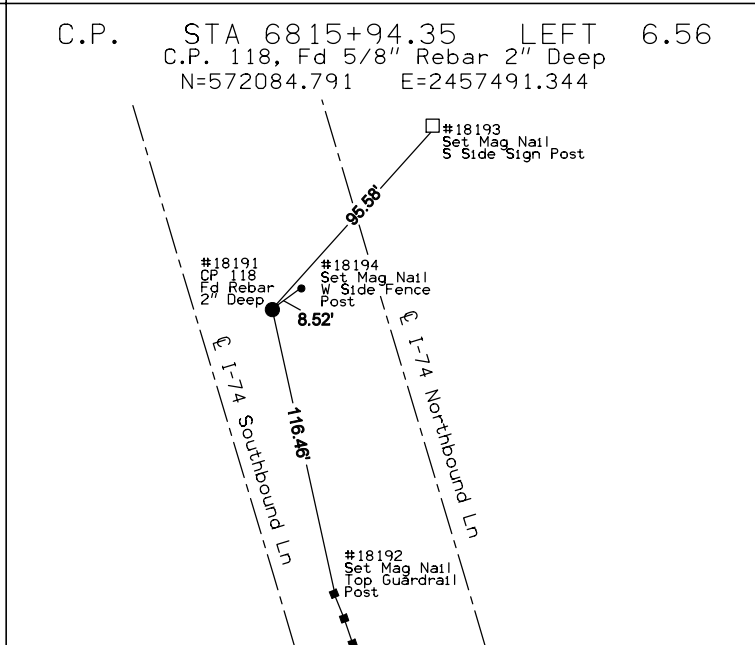 C.P. STA 6815+94.35 LEFT 6.56
C.P. 118, Fd 5/8" Rebar 2" Deep
N=572084.791 E=2457491.344
#18193
Set Mag Nail
S Side Sign Post
95.58'
#18191
CP 118
Fd Rebar
2" Deep
#18194
Set Mag Nail
W Side Fence
Post
8.52'
℄ I-74 Southbound Ln
℄ I-74 Northbound Ln
116.46'
#18192
Set Mag Nail
Top Guardrail
Post